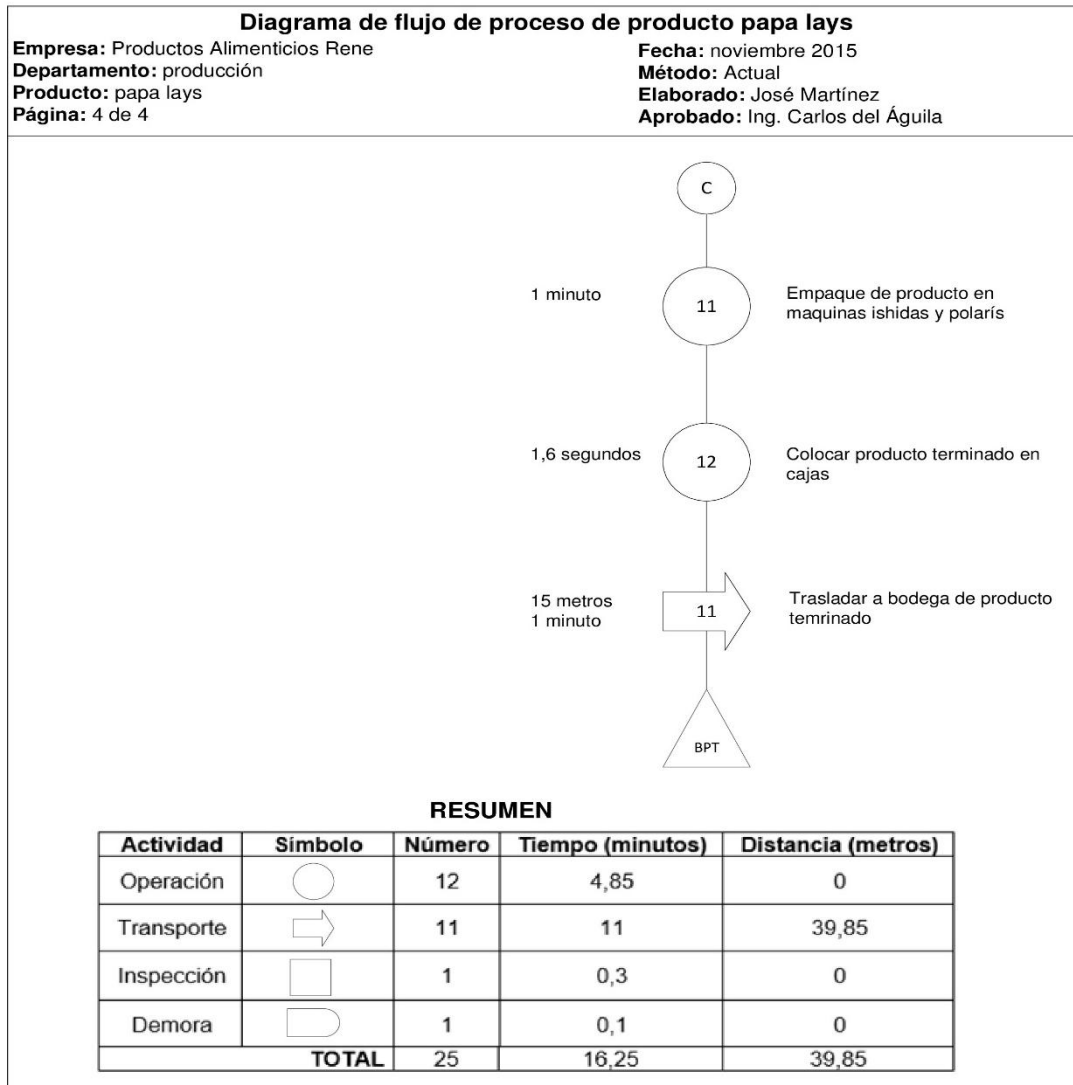 Diagrama de flujo de proceso de producto papa lays
Empresa: Productos Alimenticios Rene
Departamento: producción
Producto: papa lays
Página: 4 de 4
Fecha: noviembre 2015
Método: Actual
Elaborado: José Martínez
Aprobado: Ing. Carlos del Águila
C
1 minuto
11
Empaque de producto en
maquinas ishidas y polarís
1,6 segundos
12
Colocar producto terminado en
cajas
15 metros
1 minuto
11
Trasladar a bodega de producto
temrinado
BPT
RESUMEN
Actividad Símbolo Número Tiempo (minutos) Distancia (metros)
Operación 12 4,85 0
Transporte 11 11 39,85
Inspección 1 0,3 0
Demora 1 0,1 0
TOTAL 25 16,25 39,85